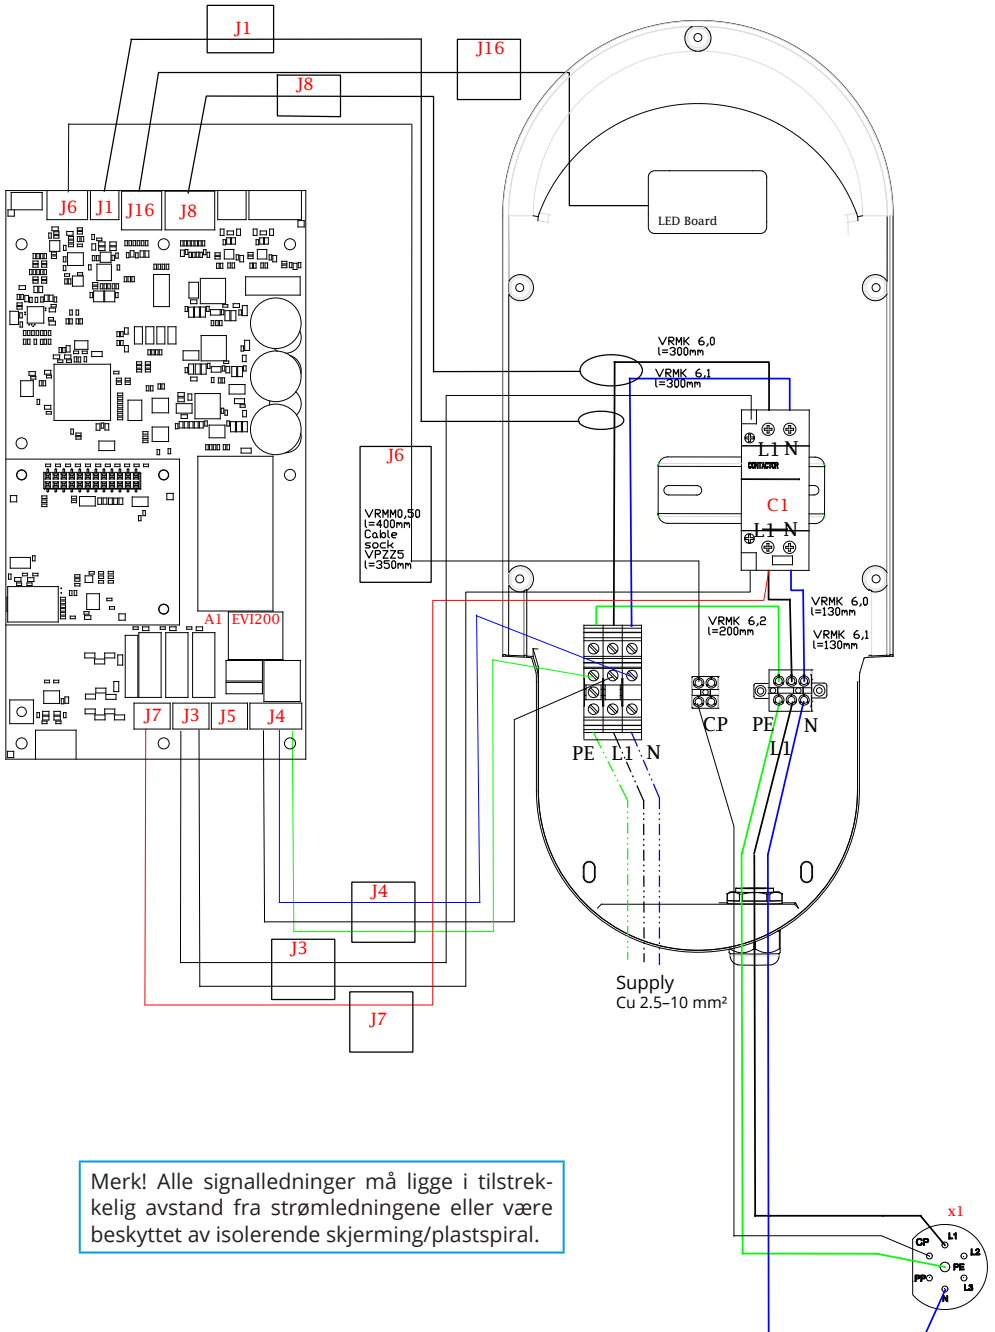 J1
J16
J8
J6
J1
J16
J8
LED Board
VRMK 6,0
l=300mm
VRMK 6,1
l=300mm
J6
VRMM0,50
l=400mm
Cable
sock
VPZZ5
l=350mm
L1 N
CONTACTOR
C1
L1 N
A1
EVI200
VRMK 6,2
l=200mm
VRMK 6,0
l=130mm
VRMK 6,1
l=130mm
J7
J3
J5
J4
PE
L1
N
CP
PE
L1
N
J4
J3
J7
Supply
Cu 2.5–10 mm²
Merk! Alle signalledninger må ligge i tilstrek-
kelig avstand fra strømledningene eller være
beskyttet av isolerende skjerming/plastspiral.
x1
L1
CP
L2
PE
PP
L3
N